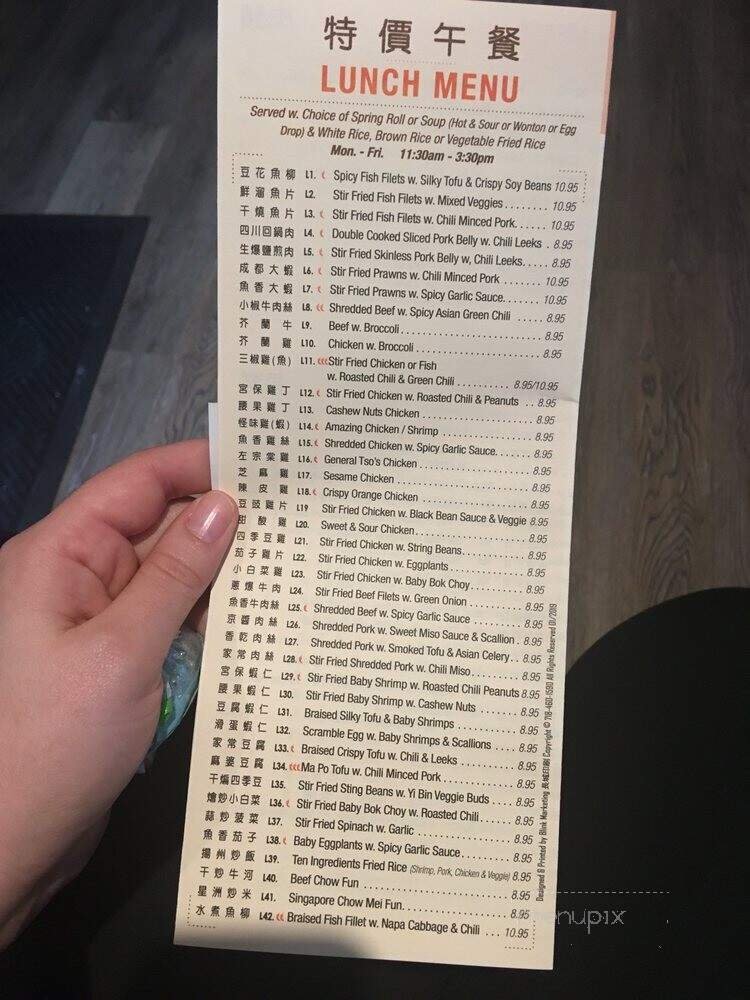 特價午餐
LUNCH MENU
Served w. Choice of Spring Roll or Soup (Hot & Sour or Wonton or Egg
Drop) & White Rice, Brown Rice or Vegetable Fried Rice
Mon. - Fri. 11:30am - 3:30pm
豆花魚柳 L1. Spicy Fish Filets w. Silky Tofu & Crispy Soy Beans 10.95
鮮溜魚片 L2. Stir Fried Fish Filets w. Mixed Veggies........ 10.95
干燒魚片 L3. Stir Fried Fish Filets w. Chili Minced Pork...... 10.95
四川回鍋肉 L4. Double Cooked Sliced Pork Belly w. Chili Leeks . 8.95
生爆鹽煎肉 L5. Stir Fried Skinless Pork Belly w, Chili Leeks..... 8.95
成都大蝦 L6. Stir Fried Prawns w. Chili Minced Pork ....... 10.95
魚香大蝦 L7. Stir Fried Prawns w. Spicy Garlic Sauce....... 10.95
小椒牛肉絲 L8. Shredded Beef w. Spicy Asian Green Chili ..... 8.95
芥蘭牛 L9. Beef w. Broccoli........................ 8.95
芥蘭雞 L10. Chicken w. Broccoli..................... 8.95
三椒雞(魚) L11. Stir Fried Chicken or Fish
w. Roasted Chili & Green Chili .......... 8.95/10.95
宮保雞丁 L12. Stir Fried Chicken w. Roasted Chili & Peanuts .. 8.95
腰果雞丁 L13. Cashew Nuts Chicken .................... 8.95
怪味雞(蝦) L14. Amazing Chicken / Shrimp ................ 8.95
魚香雞絲 L15. Shredded Chicken w. Spicy Garlic Sauce...... 8.95
左宗棠雞 L16. General Tso's Chicken .................... 8.95
芝麻雞 L17. Sesame Chicken ........................ 8.95
陳皮雞 L18. Crispy Orange Chicken ................... 8.95
豆豉雞片 L19 Stir Fried Chicken w. Black Bean Sauce & Veggie 8.95
甜酸雞 L20 Sweet & Sour Chicken.................... 8.95
四季豆雞 L21. Stir Fried Chicken w. String Beans........... 8.95
茄子雞片 L22. Stir Fried Chicken w. Eggplants ............. 8.95
小白菜雞 L23. Stir Fried Chicken w. Baby Bok Choy......... 8.95
蔥爆牛肉 L24. Stir Fried Beef Filets w. Green Onion ......... 8.95
魚香牛肉絲 L25. Shredded Beef w. Spicy Garlic Sauce ........ 8.95
京醬肉絲 L26. Shredded Pork w. Sweet Miso Sauce & Scallion . 8.95
香乾肉絲 L27. Shredded Pork w. Smoked Tofu & Asian Celery.. 8.95
家常肉絲 L28. Stir Fried Shredded Pork w. Chili Miso........ 8.95
宮保蝦仁 L29. Stir Fried Baby Shrimp w. Roasted Chili Peanuts 8.95
腰果蝦仁 L30. Stir Fried Baby Shrimp w. Cashew Nuts ....... 8.95
豆腐蝦仁 L31. Braised Silky Tofu & Baby Shrimps .......... 8.95
滑蛋蝦仁 L32. Scramble Egg w. Baby Shrimps & Scallions .... 8.95
家常豆腐 L33. Braised Crispy Tofu w. Chili & Leeks ......... 8.95
麻婆豆腐 L34. Ma Po Tofu w. Chili Minced Pork ............ 8.95
干煸四季豆 L35. Stir Fried Sting Beans w. Yi Bin Veggie Buds .... 8.95
熗炒小白菜 L36. Stir Fried Baby Bok Choy w. Roasted Chili...... 8.95
蒜炒菠菜 L37. Stir Fried Spinach w. Garlic ................ 8.95
魚香茄子 L38. Baby Eggplants w. Spicy Garlic Sauce......... 8.95
揚州炒飯 L39. Ten Ingredients Fried Rice (Shrimp, Pork, Chicken & Veggie) 8.95
干炒牛河 L40. Beef Chow Fun .......................... 8.95
星洲炒米 L41. Singapore Chow Mei Fun................... 8.95
水煮魚柳 L42. Braised Fish Fillet w. Napa Cabbage & Chili ... 10.95
Designed & Printed by Blink Marketing 長城印刷 Copyright © 718-460-1590 All Rights Reserved 01/2019
menupix